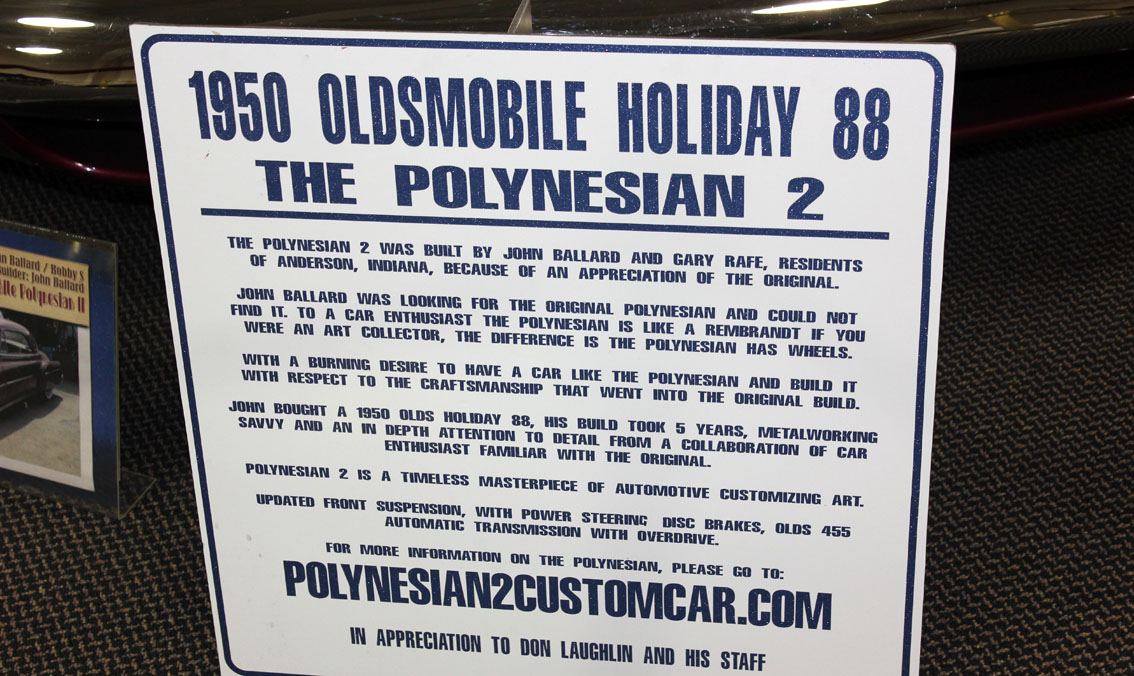 1950 OLDSMOBILE HOLIDAY 88
THE POLYNESIAN 2
THE POLYNESIAN 2 WAS BUILT BY JOHN BALLARD AND GARY RAFE, RESIDENTS
OF ANDERSON, INDIANA, BECAUSE OF AN APPRECIATION OF THE ORIGINAL.
JOHN BALLARD WAS LOOKING FOR THE ORIGINAL POLYNESIAN AND COULD NOT
FIND IT. TO A CAR ENTHUSIAST THE POLYNESIAN IS LIKE A REMBRANDT IF YOU
WERE AN ART COLLECTOR, THE DIFFERENCE IS THE POLYNESIAN HAS WHEELS.
WITH A BURNING DESIRE TO HAVE A CAR LIKE THE POLYNESIAN AND BUILD IT
WITH RESPECT TO THE CRAFTSMANSHIP THAT WENT INTO THE ORIGINAL BUILD.
JOHN BOUGHT A 1950 OLDS HOLIDAY 88, HIS BUILD TOOK 5 YEARS, METALWORKING
SAVVY AND AN IN DEPTH ATTENTION TO DETAIL FROM A COLLABORATION OF CAR
ENTHUSIAST FAMILIAR WITH THE ORIGINAL.
POLYNESIAN 2 IS A TIMELESS MASTERPIECE OF AUTOMOTIVE CUSTOMIZING ART.
UPDATED FRONT SUSPENSION, WITH POWER STEERING DISC BRAKES, OLDS 455
AUTOMATIC TRANSMISSION WITH OVERDRIVE.
FOR MORE INFORMATION ON THE POLYNESIAN, PLEASE GO TO:
POLYNESIAN2CUSTOMCAR.COM
IN APPRECIATION TO DON LAUGHLIN AND HIS STAFF
Ballard / Bobby S
uilder: John Ballard
Polynesian II